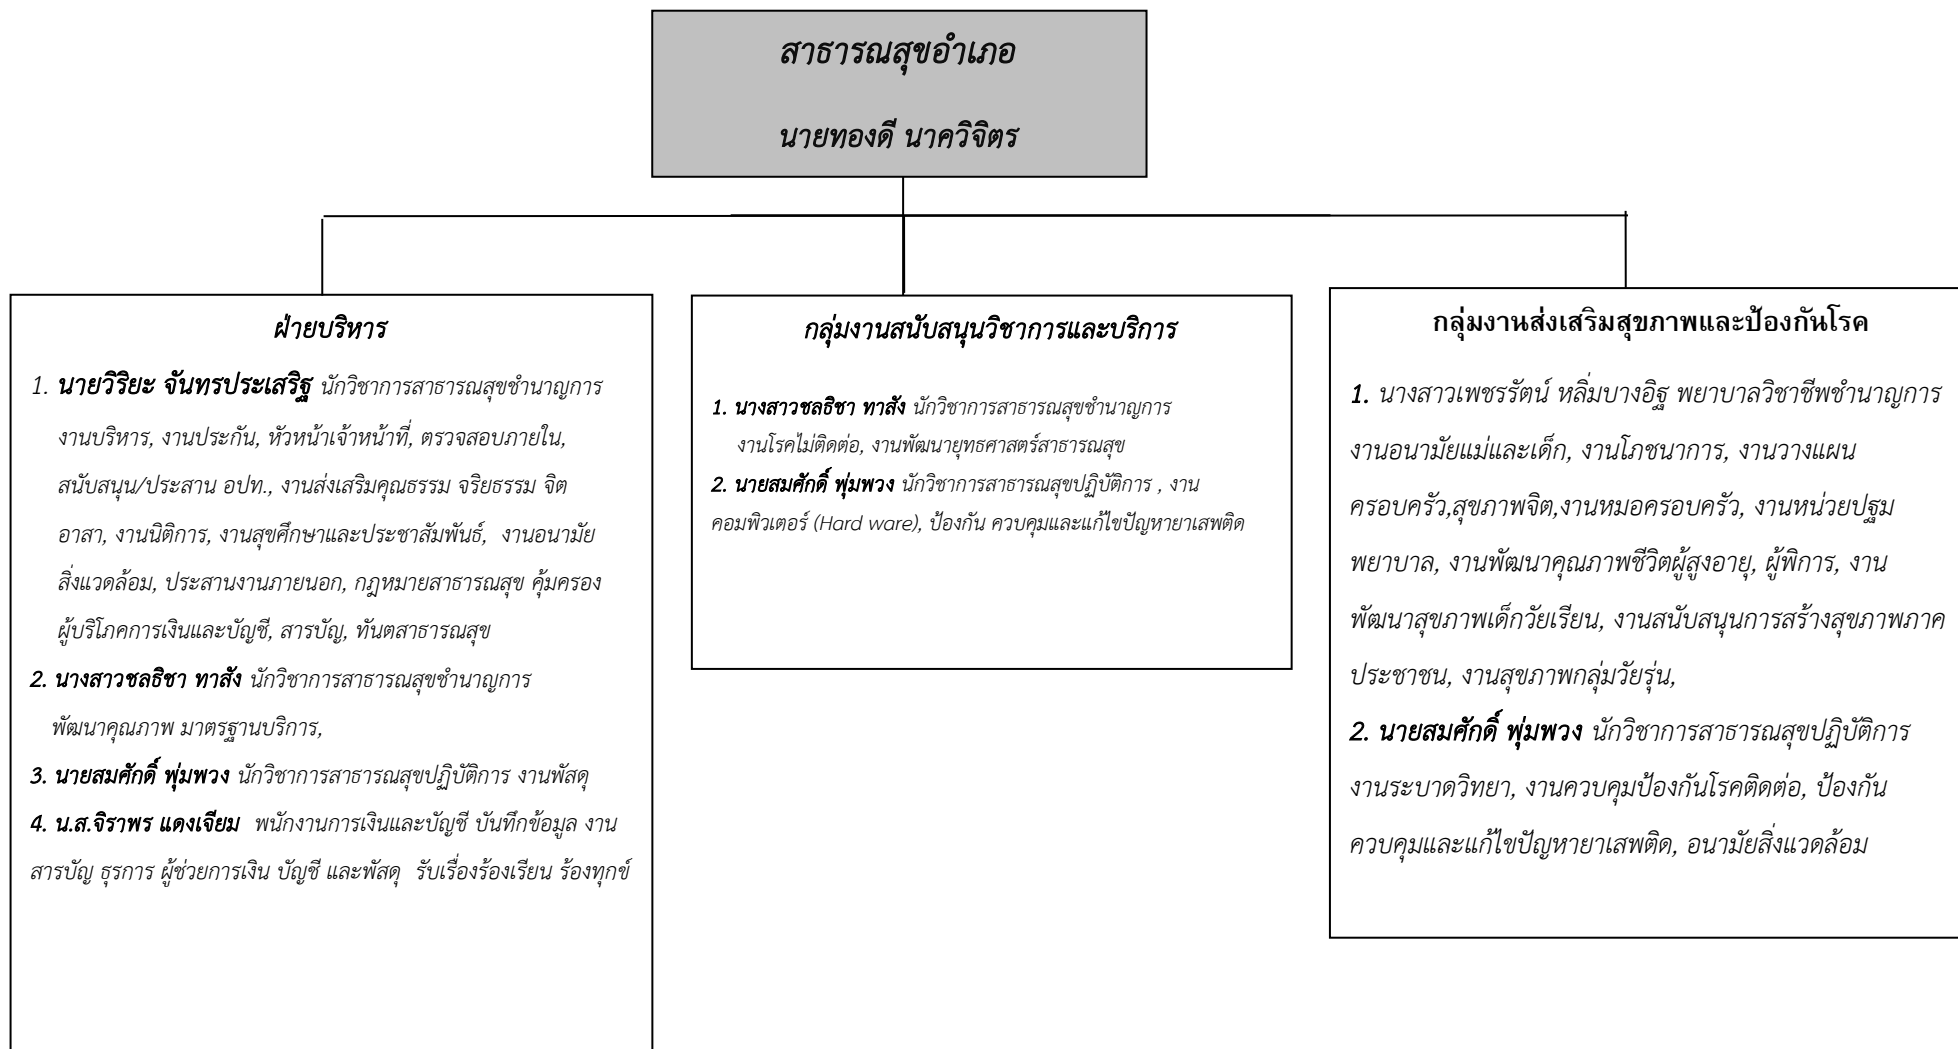 สาธารณสุขอำเภอ
นายทองดี นาควิจิตร
ฝ่ายบริหาร
1. นายวิริยะ จันทรประเสริฐ นักวิชาการสาธารณสุขชำนาญการ
งานบริหาร, งานประกัน, หัวหน้าเจ้าหน้าที่, ตรวจสอบภายใน,
สนับสนุน/ประสาน อปท., งานส่งเสริมคุณธรรม จริยธรรม จิต
อาสา, งานนิติการ, งานสุขศึกษาและประชาสัมพันธ์, งานอนามัย
สิ่งแวดล้อม, ประสานงานภายนอก, กฎหมายสาธารณสุข คุ้มครอง
ผู้บริโภคการเงินและบัญชี, สารบัญ, ทันตสาธารณสุข
2. นางสาวชลธิชา ทาสัง นักวิชาการสาธารณสุขชำนาญการ
พัฒนาคุณภาพ มาตรฐานบริการ,
3. นายสมศักดิ์ พุ่มพวง นักวิชาการสาธารณสุขปฏิบัติการ งานพัสดุ
4. น.ส.จิราพร แดงเจียม พนักงานการเงินและบัญชี บันทึกข้อมูล งาน
สารบัญ ธุรการ ผู้ช่วยการเงิน บัญชี และพัสดุ รับเรื่องร้องเรียน ร้องทุกข์
กลุ่มงานสนับสนุนวิชาการและบริการ
1. นางสาวชลธิชา ทาสัง นักวิชาการสาธารณสุขชำนาญการ
งานโรคไม่ติดต่อ, งานพัฒนายุทธศาสตร์สาธารณสุข
2. นายสมศักดิ์ พุ่มพวง นักวิชาการสาธารณสุขปฏิบัติการ , งาน
คอมพิวเตอร์ (Hard ware), ป้องกัน ควบคุมและแก้ไขปัญหายาเสพติด
กลุ่มงานส่งเสริมสุขภาพและป้องกันโรค
1. นางสาวเพชรรัตน์ หลิ่มบางอิฐ พยาบาลวิชาชีพชำนาญการ
งานอนามัยแม่และเด็ก, งานโภชนาการ, งานวางแผน
ครอบครัว,สุขภาพจิต,งานหมอครอบครัว, งานหน่วยปฐม
พยาบาล, งานพัฒนาคุณภาพชีวิตผู้สูงอายุ, ผู้พิการ, งาน
พัฒนาสุขภาพเด็กวัยเรียน, งานสนับสนุนการสร้างสุขภาพภาค
ประชาชน, งานสุขภาพกลุ่มวัยรุ่น,
2. นายสมศักดิ์ พุ่มพวง นักวิชาการสาธารณสุขปฏิบัติการ
งานระบาดวิทยา, งานควบคุมป้องกันโรคติดต่อ, ป้องกัน
ควบคุมและแก้ไขปัญหายาเสพติด, อนามัยสิ่งแวดล้อม